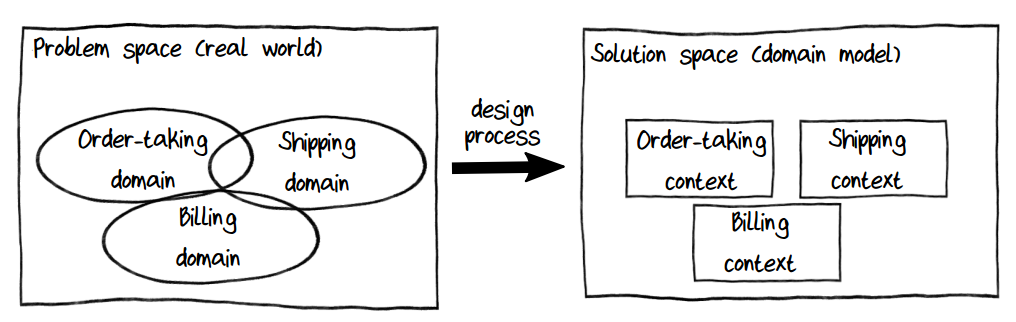 Problem space (real world)
Order-taking
domain
Shipping
domain
Billing
domain
design
process
Solution space (domain model)
Order-taking
context
Shipping
context
Billing
context